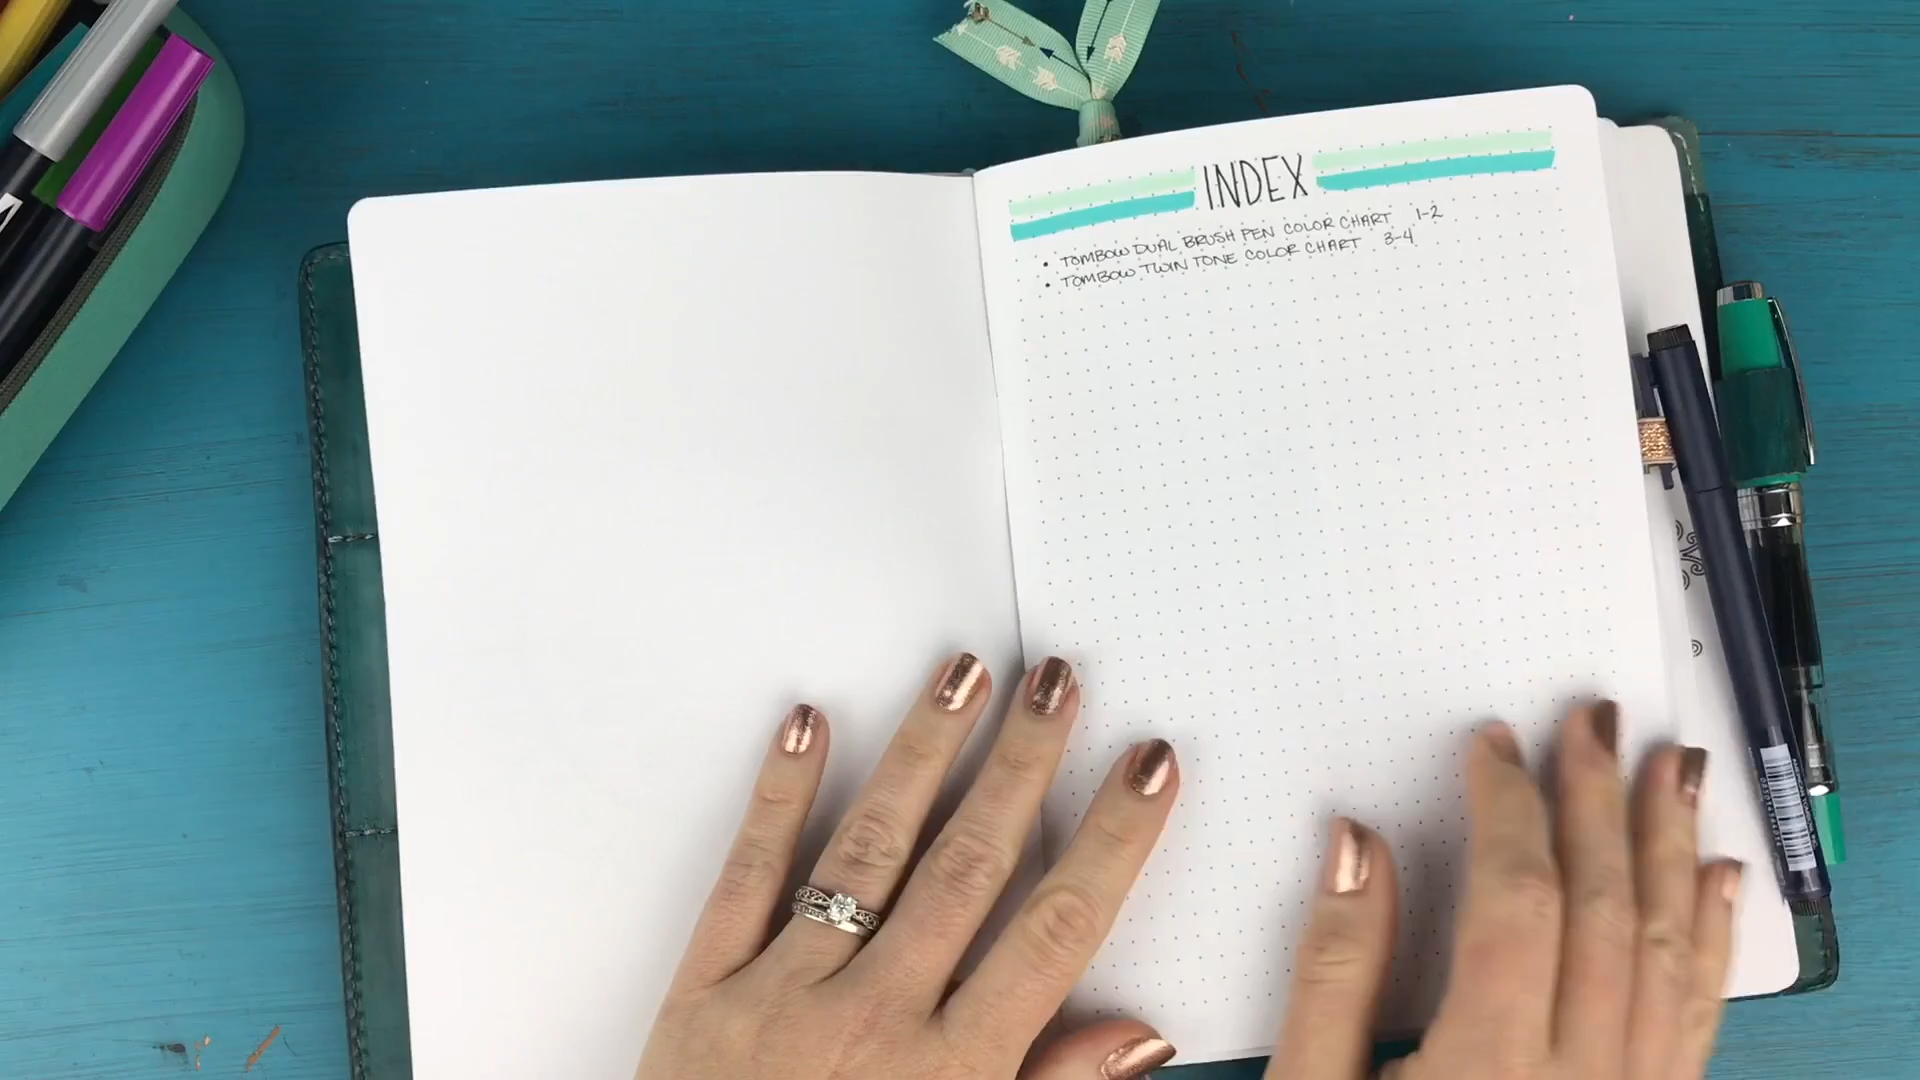 INDEX
• TOMBOW DUAL BRUSH PEN COLOR CHART 1-2
• TOMBOW TWIN TONE COLOR CHART 3-4